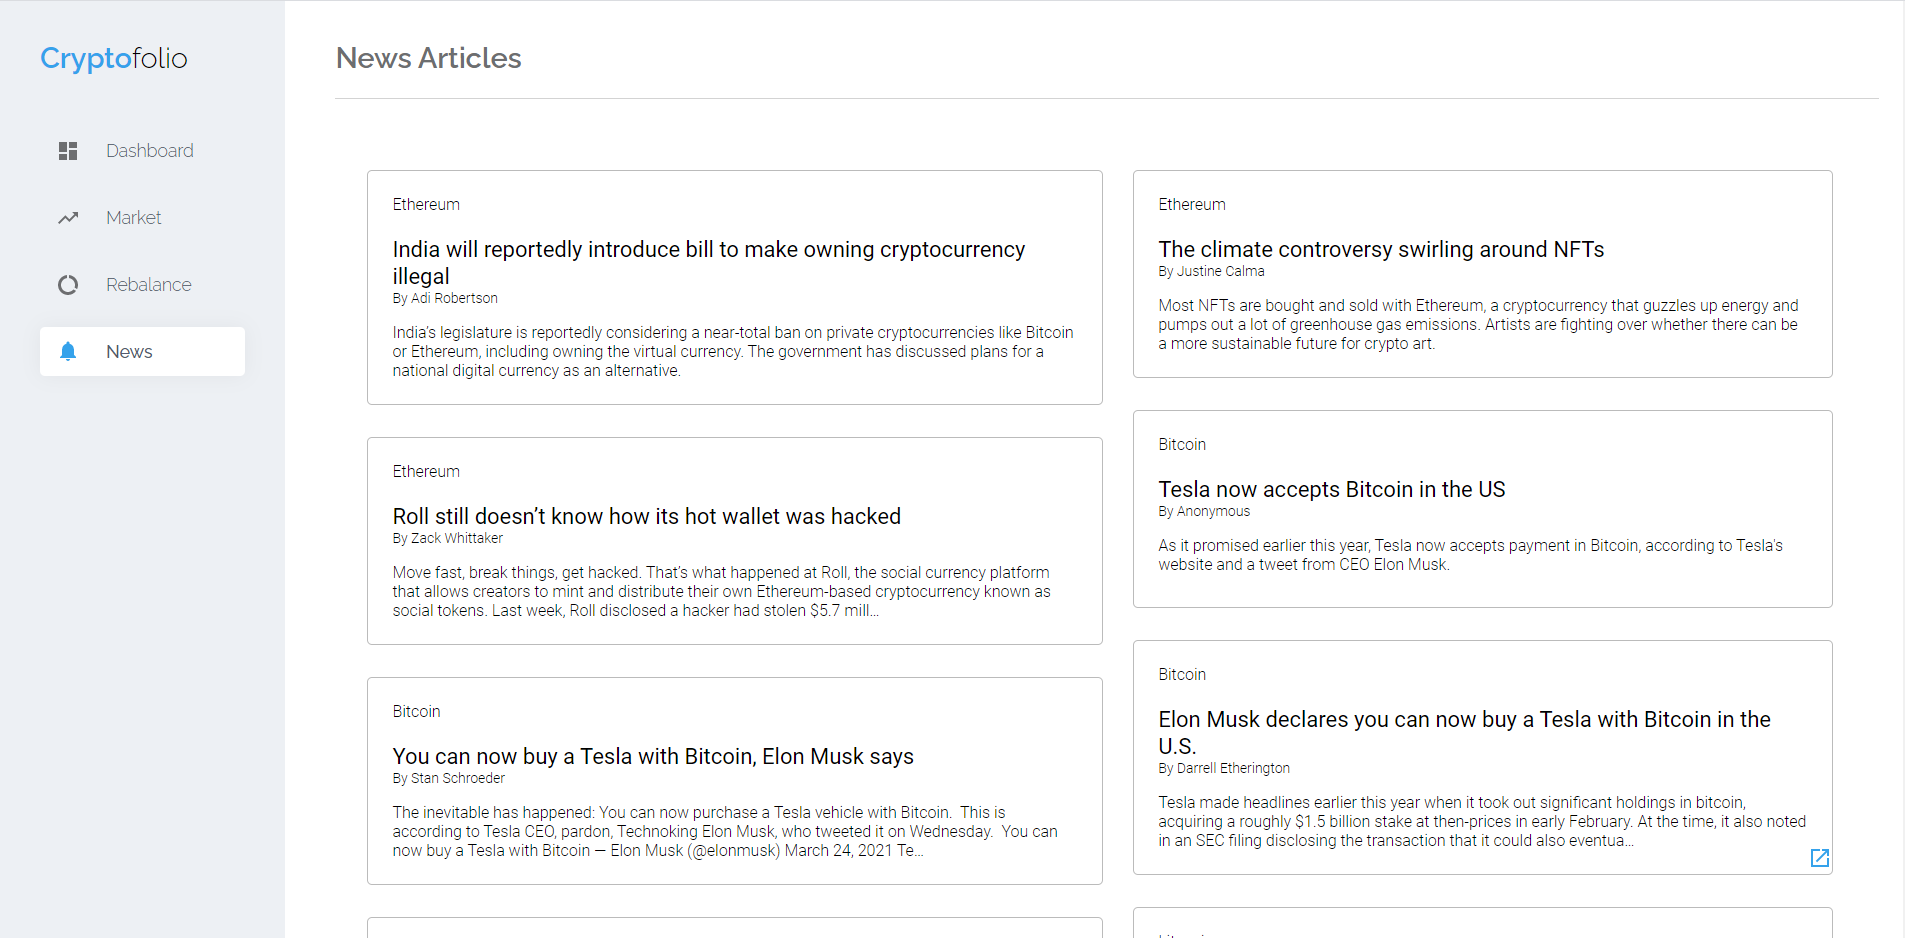 Cryptofolio
Dashboard
Market
Rebalance
News
News Articles
Ethereum
India will reportedly introduce bill to make owning cryptocurrency
illegal
By Adi Robertson
India’s legislature is reportedly considering a near-total ban on private cryptocurrencies like Bitcoin
or Ethereum, including owning the virtual currency. The government has discussed plans for a
national digital currency as an alternative.
Ethereum
Roll still doesn’t know how its hot wallet was hacked
By Zack Whittaker
Move fast, break things, get hacked. That’s what happened at Roll, the social currency platform
that allows creators to mint and distribute their own Ethereum-based cryptocurrency known as
social tokens. Last week, Roll disclosed a hacker had stolen $5.7 mill…
Bitcoin
You can now buy a Tesla with Bitcoin, Elon Musk says
By Stan Schroeder
The inevitable has happened: You can now purchase a Tesla vehicle with Bitcoin.  This is
according to Tesla CEO, pardon, Technoking Elon Musk, who tweeted it on Wednesday.  You can
now buy a Tesla with Bitcoin — Elon Musk (@elonmusk) March 24, 2021 Te…
Ethereum
The climate controversy swirling around NFTs
By Justine Calma
Most NFTs are bought and sold with Ethereum, a cryptocurrency that guzzles up energy and
pumps out a lot of greenhouse gas emissions. Artists are fighting over whether there can be
a more sustainable future for crypto art.
Bitcoin
Tesla now accepts Bitcoin in the US
By Anonymous
As it promised earlier this year, Tesla now accepts payment in Bitcoin, according to Tesla's
website and a tweet from CEO Elon Musk.
Bitcoin
Elon Musk declares you can now buy a Tesla with Bitcoin in the
U.S.
By Darrell Etherington
Tesla made headlines earlier this year when it took out significant holdings in bitcoin,
acquiring a roughly $1.5 billion stake at then-prices in early February. At the time, it also noted
in an SEC filing disclosing the transaction that it could also eventua…